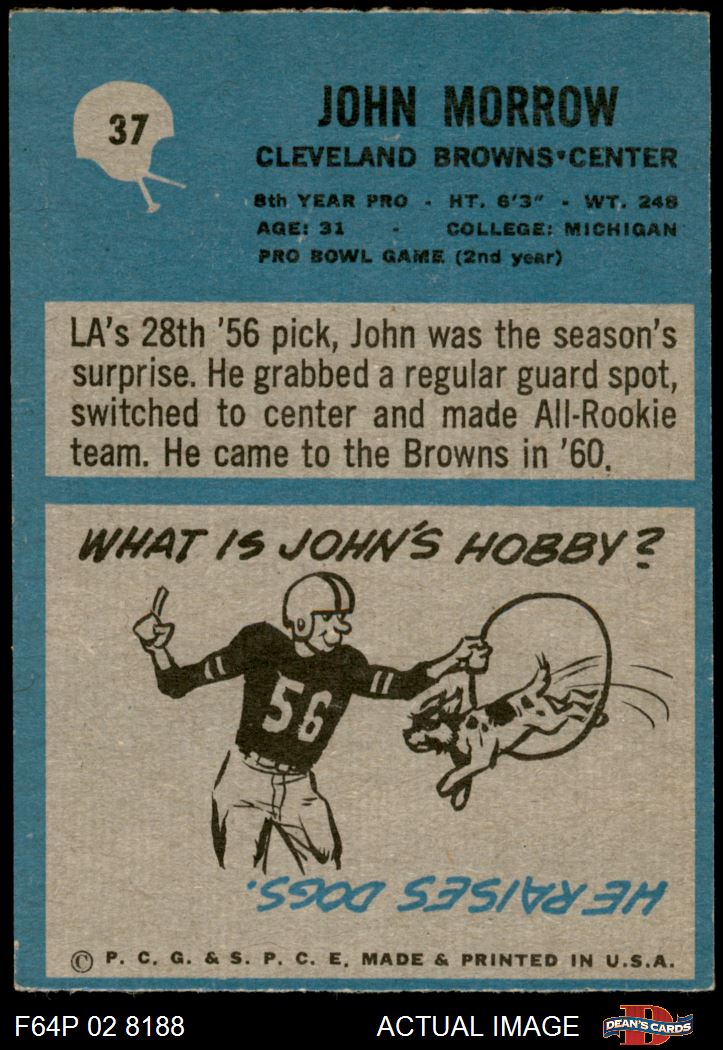 37
JOHN MORROW
CLEVELAND BROWNS•CENTER
8th YEAR PRO - HT. 6'3" - WT. 248
AGE: 31 - COLLEGE: MICHIGAN
PRO BOWL GAME (2nd year)
LA's 28th '56 pick, John was the season's
surprise. He grabbed a regular guard spot,
switched to center and made All-Rookie
team. He came to the Browns in '60.
WHAT IS JOHN'S HOBBY?
56
HE RAISES DOGS.
© P. C. G. & S. P. C. E. MADE & PRINTED IN U.S.A.
F64P 02 8188 ACTUAL IMAGE D DEAN'S CARDS